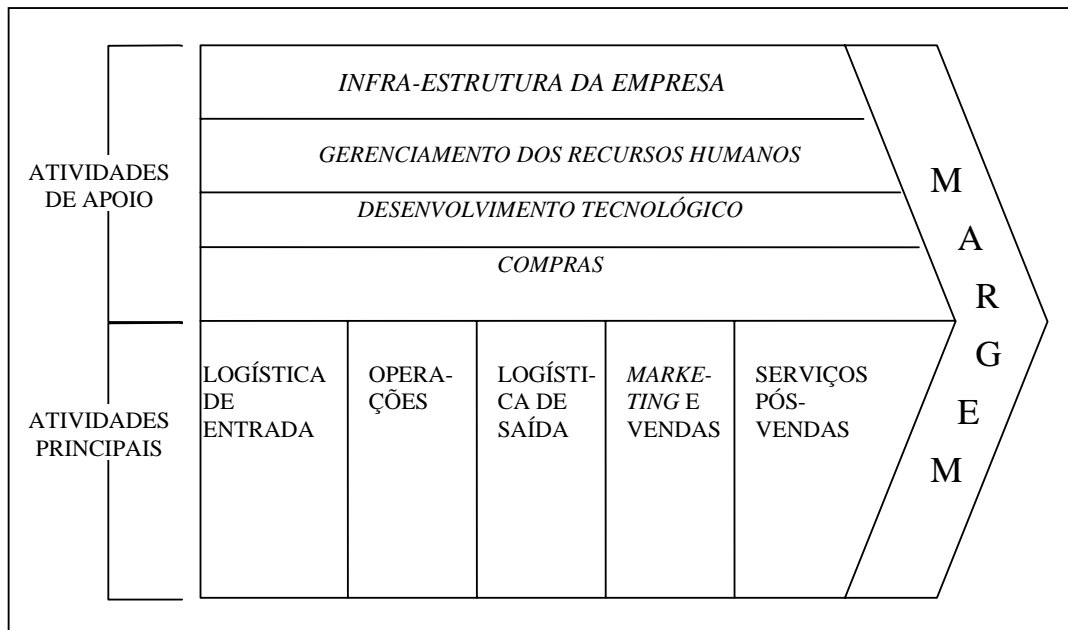 INFRA-ESTRUTURA DA EMPRESA
GERENCIAMENTO DOS RECURSOS HUMANOS
DESENVOLVIMENTO TECNOLÓGICO
COMPRAS
ATIVIDADES
DE APOIO
ATIVIDADES
PRINCIPAIS
LOGÍSTICA
DE
ENTRADA
OPERA-
ÇÕES
LOGÍSTI-
CA DE
SAÍDA
MARKE-
TING E
VENDAS
SERVIÇOS
PÓS-
VENDAS
M
A
R
G
E
M